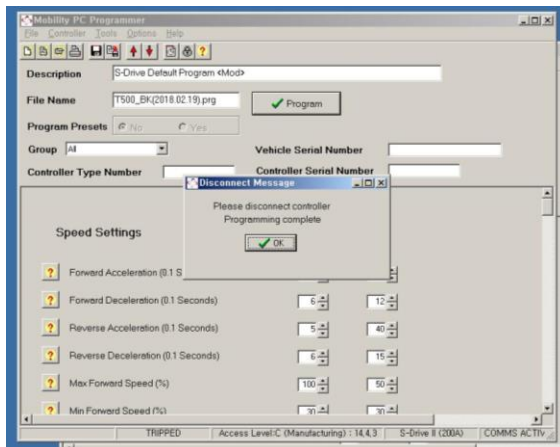 Mobility PC Programmer
File Controller Tools Options Help
Description S-Drive Default Program <Mod>
File Name T500_BK(2018.02.19).prg Program
Program Presets No Yes
Group All Vehicle Serial Number
Controller Type Number Controller Serial Number
Disconnect Message
Please disconnect controller
Programming complete
OK
Speed Settings
? Forward Acceleration (0.1 S
? Forward Deceleration (0.1 Seconds) 6 12
? Reverse Acceleration (0.1 Seconds) 5 40
? Reverse Deceleration (0.1 Seconds) 6 15
? Max Forward Speed (%) 100 50
? Min Forward Speed (%) 30 30
TRIPPED Access Level:C (Manufacturing) : 14,4,3 S-Drive II (200A) COMMS ACTIV